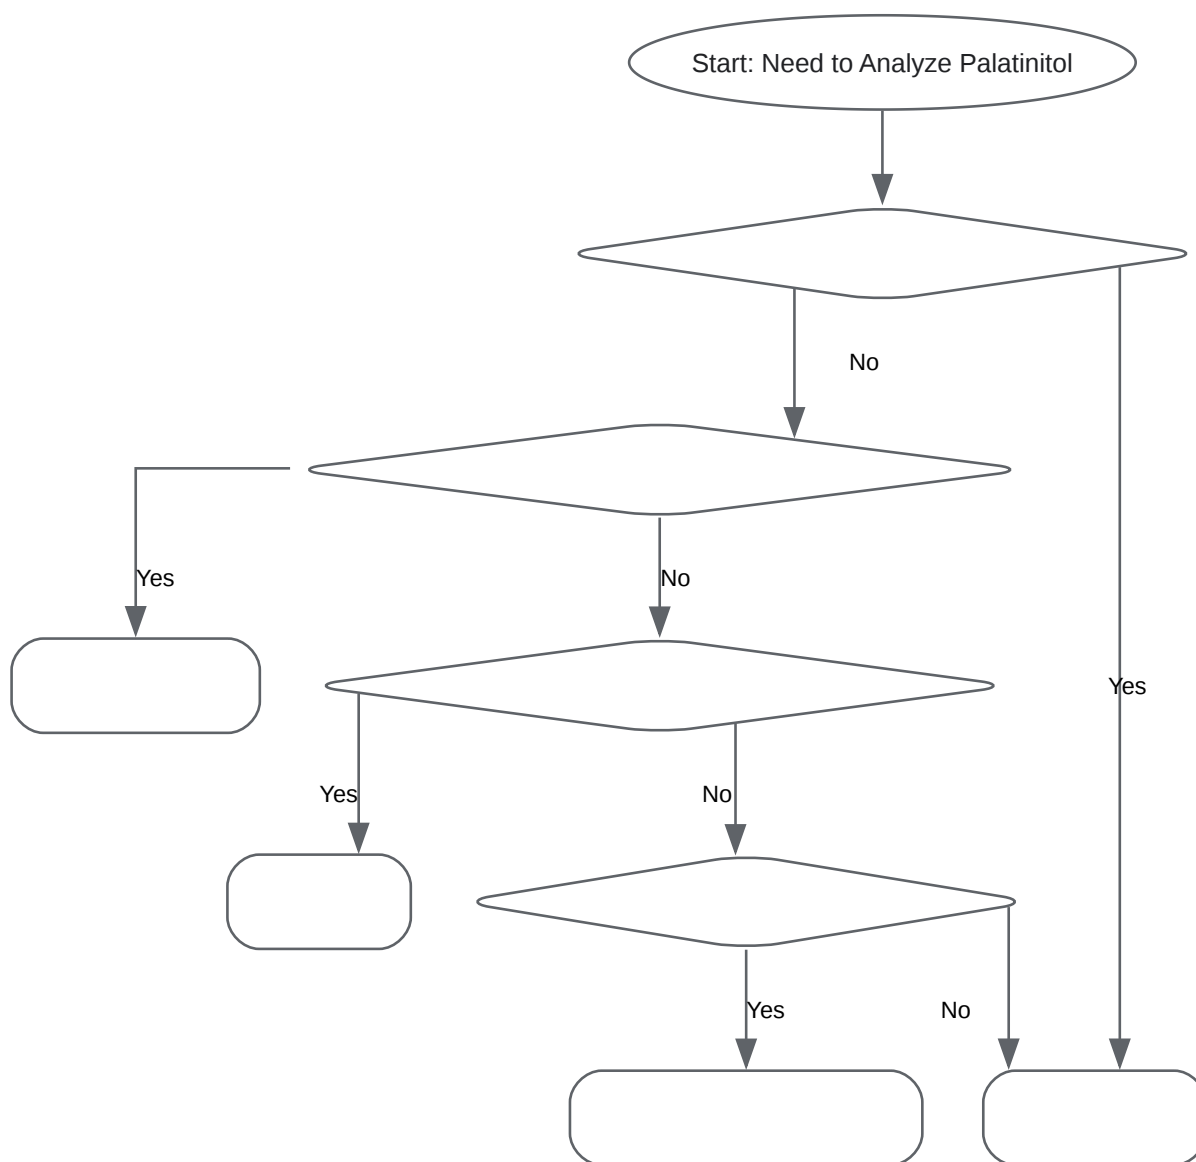 Start: Need to Analyze Palatinitol
No
Yes
No
Yes
Yes
No
Yes
No